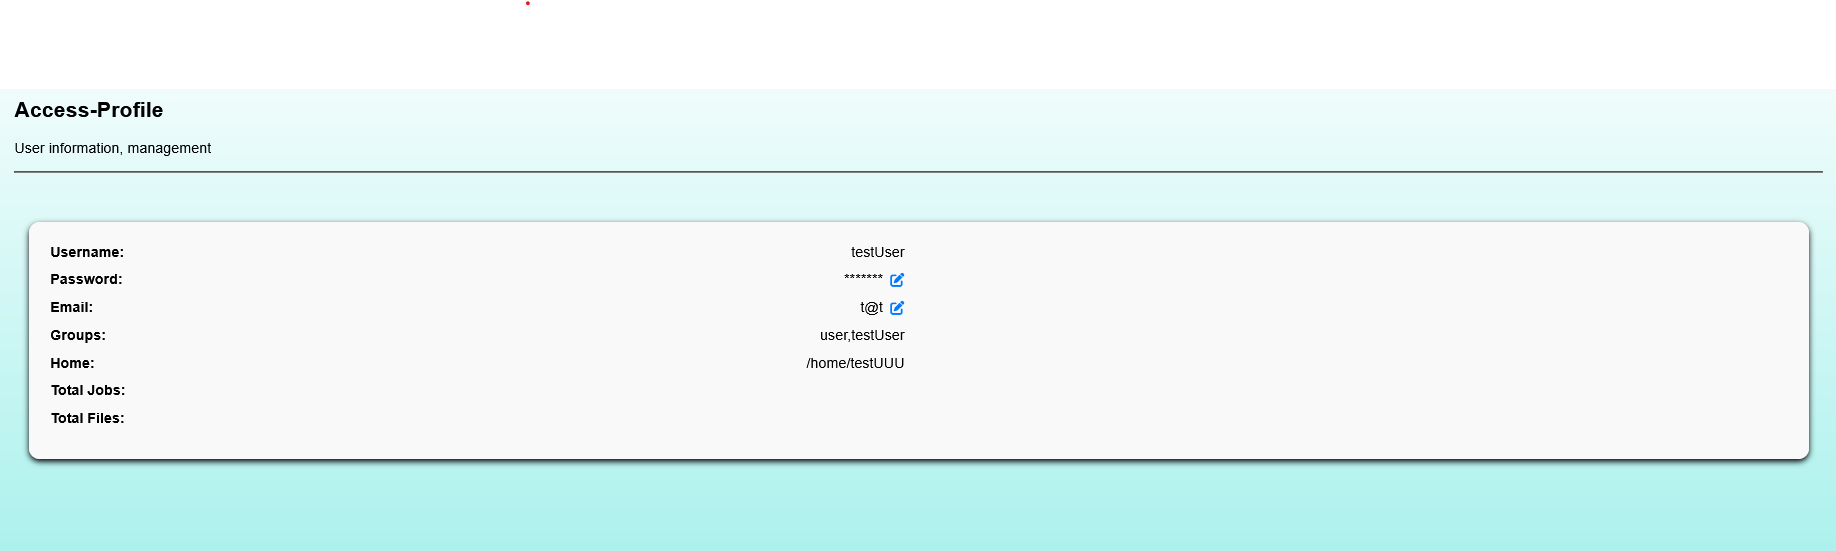 Access-Profile
User information, management
Username: testUser
Password: *******
Email: t@t
Groups: user,testUser
Home: /home/testUUU
Total Jobs:
Total Files: